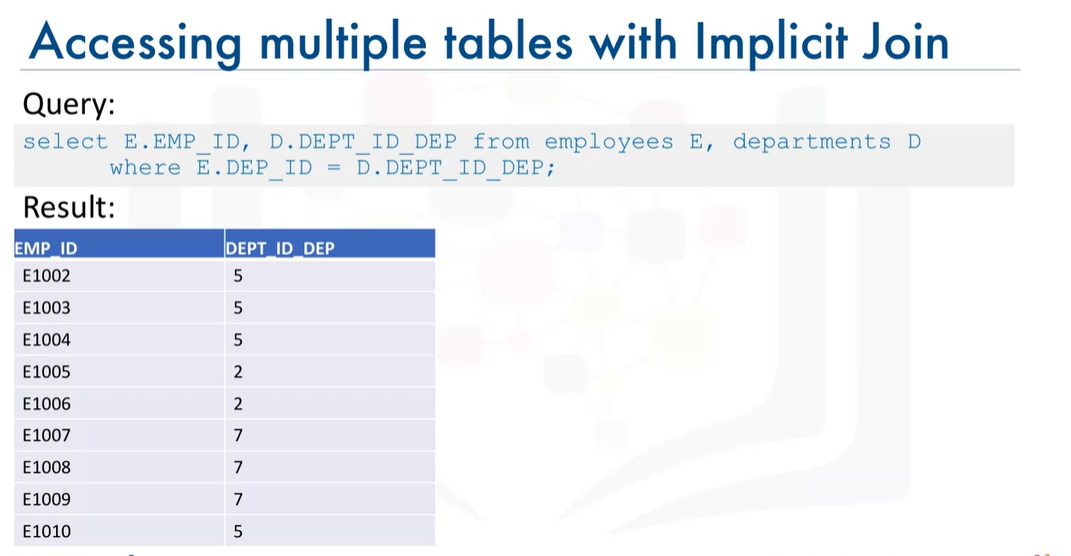 Accessing multiple tables with Implicit Join
Query:
select E.EMP_ID, D.DEPT_ID_DEP from employees E, departments D
where E.DEP_ID = D.DEPT_ID_DEP;
Result:
EMP_ID DEPT_ID_DEP
E1002 5
E1003 5
E1004 5
E1005 2
E1006 2
E1007 7
E1008 7
E1009 7
E1010 5